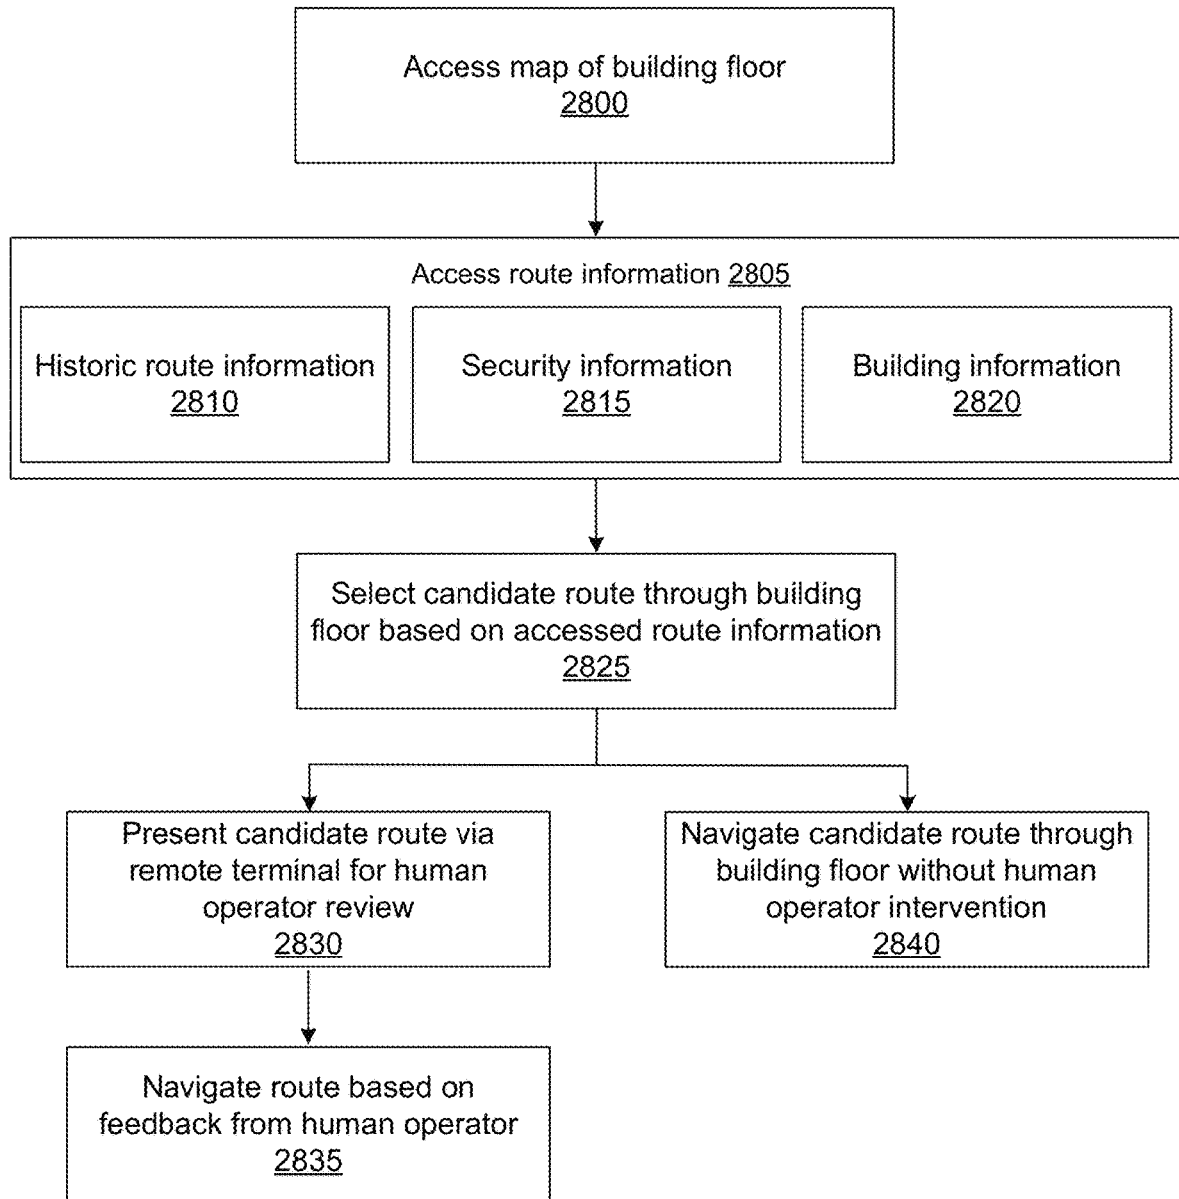 Access map of building floor
2800
Access route information 2805
Historic route information
2810
Security information
2815
Building information
2820
Select candidate route through building
floor based on accessed route information
2825
Present candidate route via
remote terminal for human
operator review
2830
Navigate candidate route through
building floor without human
operator intervention
2840
Navigate route based on
feedback from human operator
2835